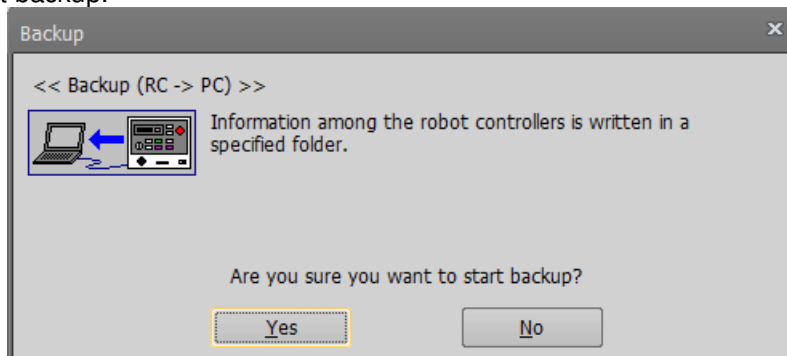 t backup.
Backup
<< Backup (RC -> PC) >>
Information among the robot controllers is written in a
specified folder.
Are you sure you want to start backup?
Yes
No